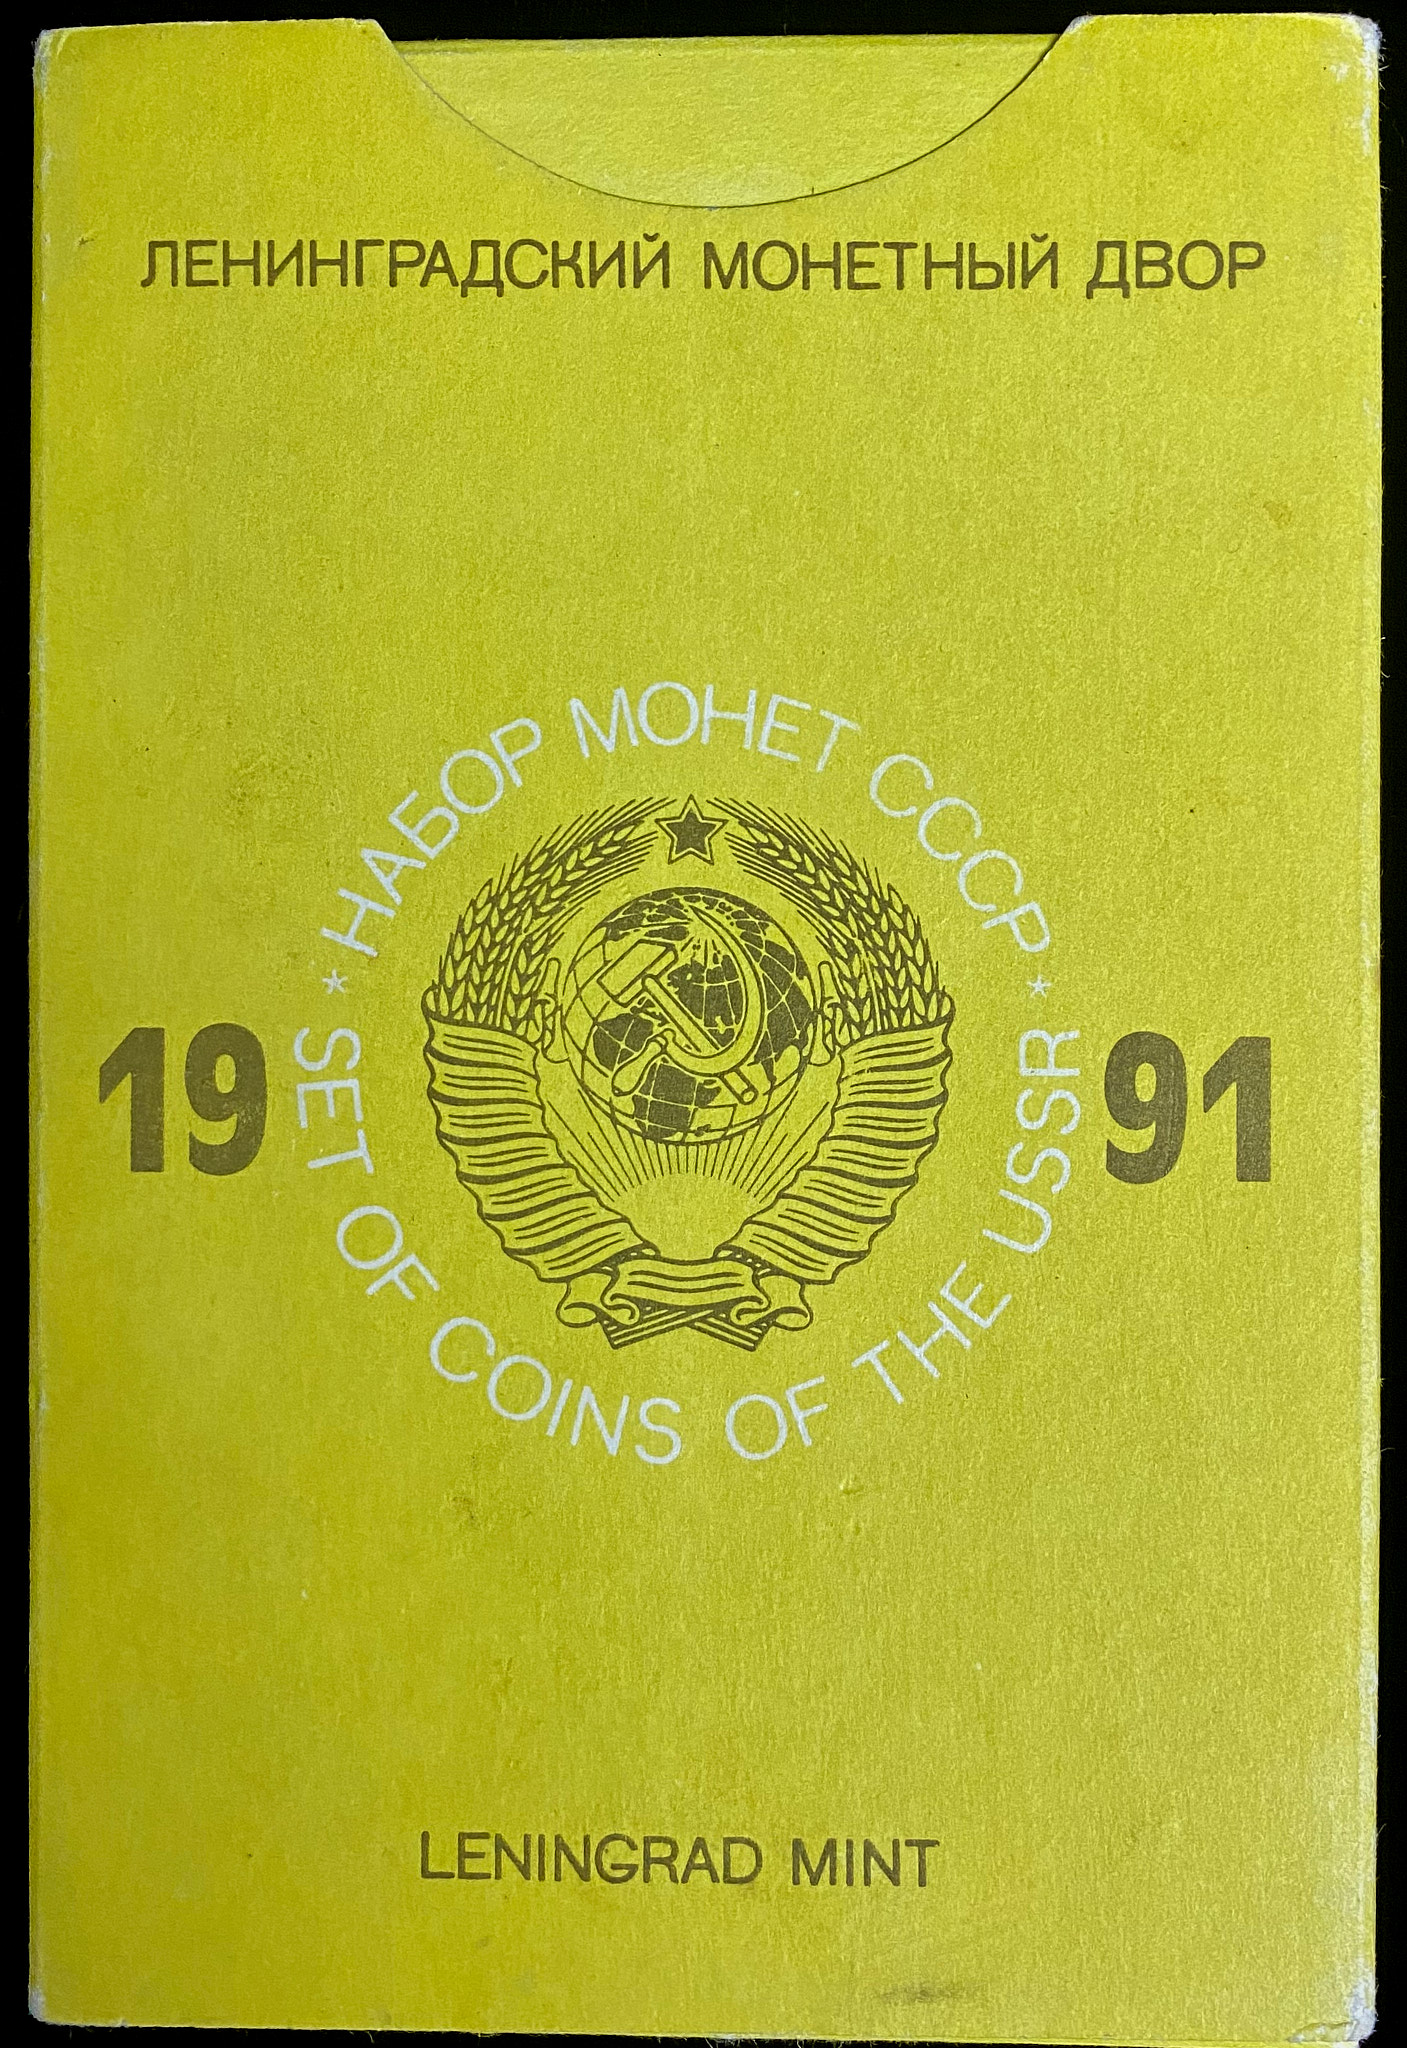 ЛЕНИНГРАДСКИЙ МОНЕТНЫЙ ДВОР
* НАБОР МОНЕТ СССР *
19 91
SET OF COINS OF THE USSR
LENINGRAD MINT